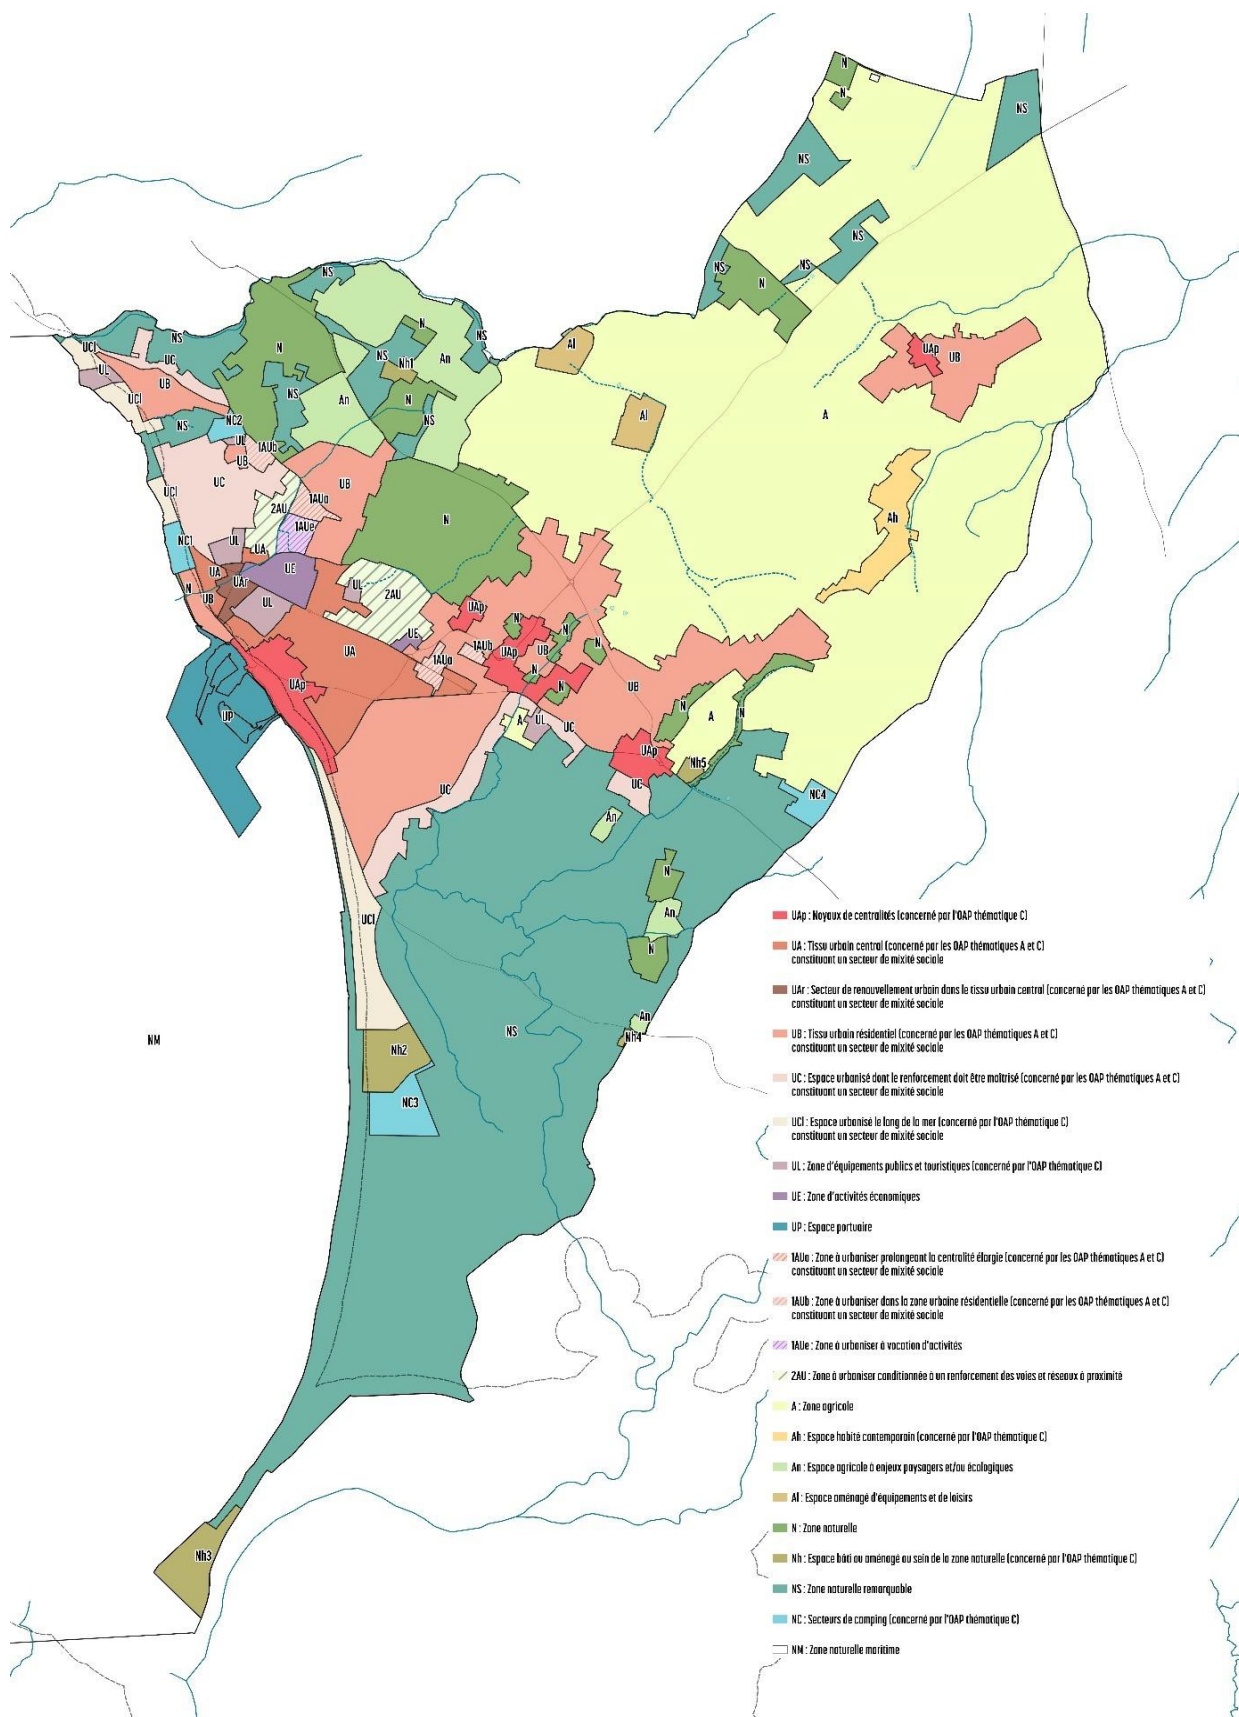 N
N
NS
NS
NS
NS
NS
N
NS
NS
NS
N
UCl
UC
N
NS
Nh1
An
Al
UAp
UB
UL
UB
UCl
NS
An
N
NS
Al
A
NS
NC2
UL
UB
1AUb
UC
UB
UCl
2AU
1AUa
N
Ah
NC1
UL
1AUe
UA
UA
UAr
UE
N
UB
UL
UL
2AU
UAp
N
N
N
UE
UA
1AUb
UAp
UB
1AUa
N
UAp
N
UB
UP
N
A
N
A
UL
UC
UAp
Nh5
UC
UC
NC4
An
N
UCl
An
N
An
Nh4
NS
NM
Nh2
NC3
Nh3
UAp : Noyaux de centralités (concerné par l'OAP thématique C)
UA : Tissu urbain central (concerné par les OAP thématiques A et C)
constituant un secteur de mixité sociale
UAr : Secteur de renouvellement urbain dans le tissu urbain central (concerné par les OAP thématiques A et C)
constituant un secteur de mixité sociale
UB : Tissu urbain résidentiel (concerné par les OAP thématiques A et C)
constituant un secteur de mixité sociale
UC : Espace urbanisé dont le renforcement doit être maîtrisé (concerné par les OAP thématiques A et C)
constituant un secteur de mixité sociale
UCl : Espace urbanisé le long de la mer (concerné par l'OAP thématique C)
constituant un secteur de mixité sociale
UL : Zone d'équipements publics et touristiques (concerné par l'OAP thématique C)
UE : Zone d'activités économiques
UP : Espace portuaire
1AUa : Zone à urbaniser prolongeant la centralité élargie (concerné par les OAP thématiques A et C)
constituant un secteur de mixité sociale
1AUb : Zone à urbaniser dans la zone urbaine résidentielle (concerné par les OAP thématiques A et C)
constituant un secteur de mixité sociale
1AUe : Zone à urbaniser à vocation d'activités
2AU : Zone à urbaniser conditionnée à un renforcement des voies et réseaux à proximité
A : Zone agricole
Ah : Espace habité contemporain (concerné par l'OAP thématique C)
An : Espace agricole à enjeux paysagers et/ou écologiques
Al : Espace aménagé d'équipements et de loisirs
N : Zone naturelle
Nh : Espace bâti ou aménagé au sein de la zone naturelle (concerné par l'OAP thématique C)
NS : Zone naturelle remarquable
NC : Secteurs de camping (concerné par l'OAP thématique C)
NM : Zone naturelle maritime